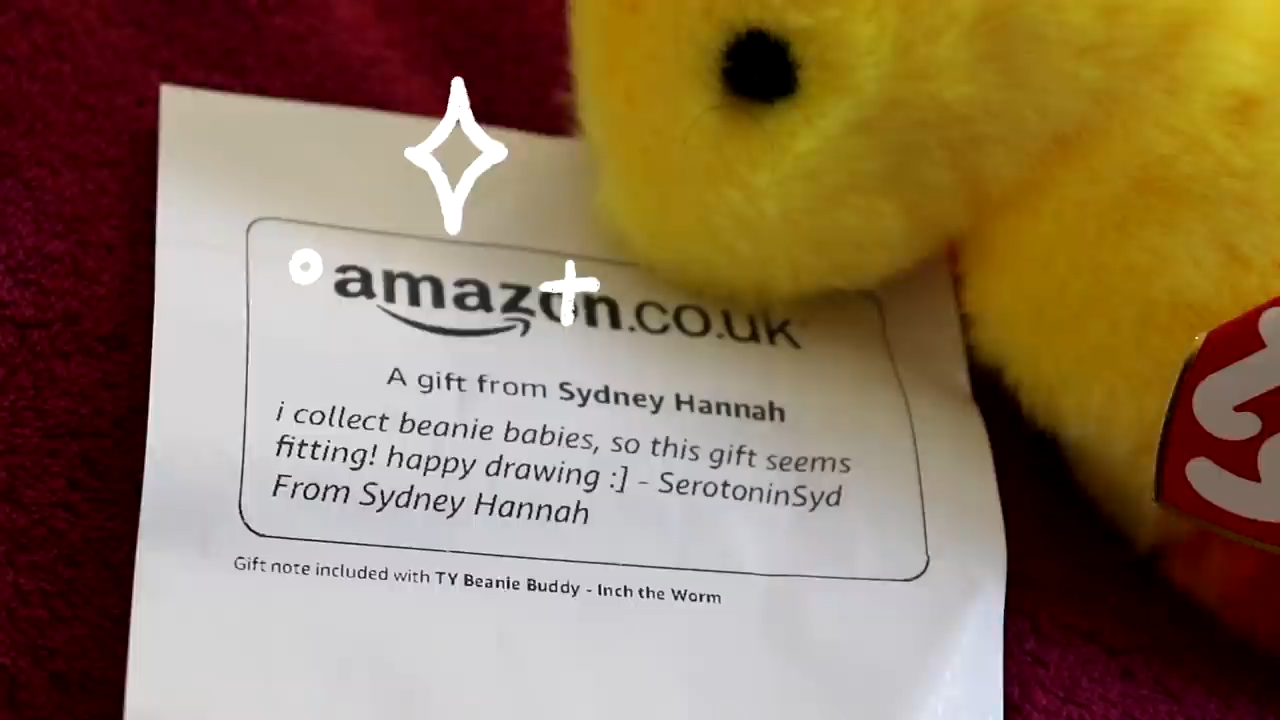 amazon.co.uk
A gift from Sydney Hannah
i collect beanie babies, so this gift seems
fitting! happy drawing :] - SerotoninSyd
From Sydney Hannah
Gift note included with TY Beanie Buddy - Inch the Worm
ty